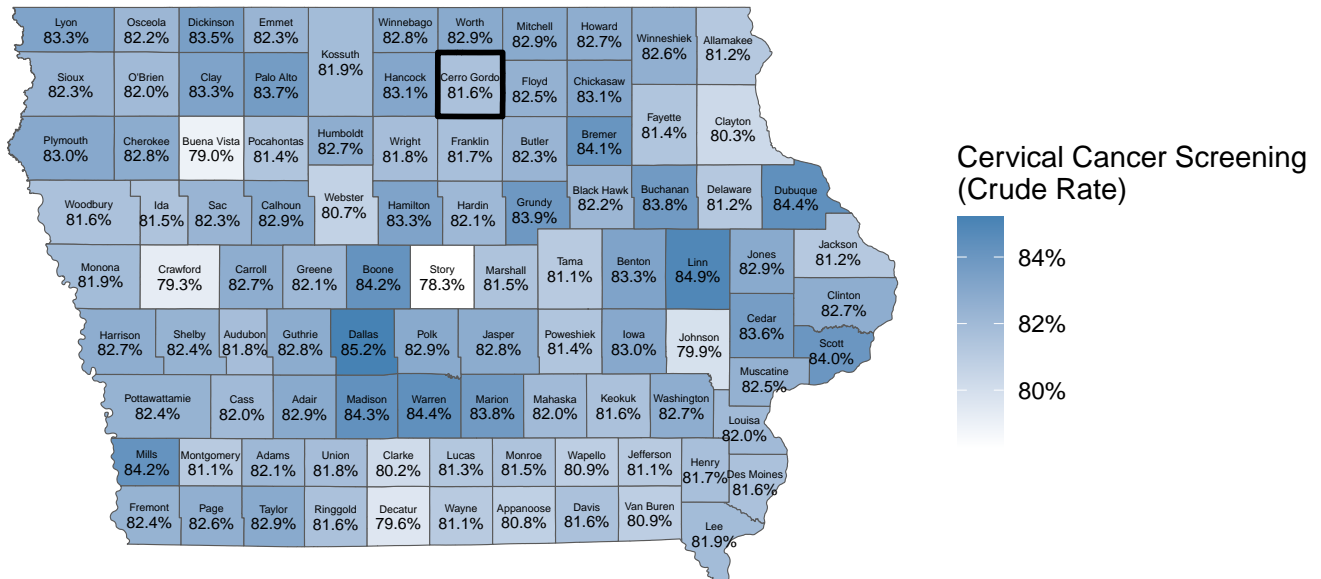 Lyon
83.3%
Osceola
82.2%
Dickinson
83.5%
Emmet
82.3%
Kossuth
81.9%
Winnebago
82.8%
Worth
82.9%
Mitchell
82.9%
Howard
82.7%
Winneshiek
82.6%
Allamakee
81.2%
Sioux
82.3%
O'Brien
82.0%
Clay
83.3%
Palo Alto
83.7%
Hancock
83.1%
Cerro Gordo
81.6%
Floyd
82.5%
Chickasaw
83.1%
Fayette
81.4%
Clayton
80.3%
Plymouth
83.0%
Cherokee
82.8%
Buena Vista
79.0%
Pocahontas
81.4%
Humboldt
82.7%
Wright
81.8%
Franklin
81.7%
Butler
82.3%
Bremer
84.1%
Woodbury
81.6%
Ida
81.5%
Sac
82.3%
Calhoun
82.9%
Webster
80.7%
Hamilton
83.3%
Hardin
82.1%
Grundy
83.9%
Black Hawk
82.2%
Buchanan
83.8%
Delaware
81.2%
Dubuque
84.4%
Monona
81.9%
Crawford
79.3%
Carroll
82.7%
Greene
82.1%
Boone
84.2%
Story
78.3%
Marshall
81.5%
Tama
81.1%
Benton
83.3%
Linn
84.9%
Jones
82.9%
Jackson
81.2%
Clinton
82.7%
Harrison
82.7%
Shelby
82.4%
Audubon
81.8%
Guthrie
82.8%
Dallas
85.2%
Polk
82.9%
Jasper
82.8%
Poweshiek
81.4%
Iowa
83.0%
Johnson
79.9%
Cedar
83.6%
Scott
84.0%
Muscatine
82.5%
Pottawattamie
82.4%
Cass
82.0%
Adair
82.9%
Madison
84.3%
Warren
84.4%
Marion
83.8%
Mahaska
82.0%
Keokuk
81.6%
Washington
82.7%
Louisa
82.0%
Mills
84.2%
Montgomery
81.1%
Adams
82.1%
Union
81.8%
Clarke
80.2%
Lucas
81.3%
Monroe
81.5%
Wapello
80.9%
Jefferson
81.1%
Henry
81.7%
Des Moines
81.6%
Fremont
82.4%
Page
82.6%
Taylor
82.9%
Ringgold
81.6%
Decatur
79.6%
Wayne
81.1%
Appanoose
80.8%
Davis
81.6%
Van Buren
80.9%
Lee
81.9%
Cervical Cancer Screening
(Crude Rate)
84%
82%
80%